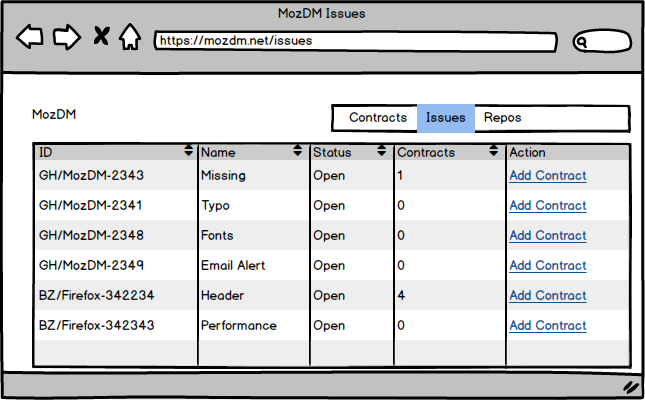 MozDM Issues
https://mozdm.net/issues
MozDM
Contracts Issues Repos
ID Name Status Contracts Action
GH/MozDM-2343 Missing Open 1 Add Contract
GH/MozDM-2341 Typo Open 0 Add Contract
GH/MozDM-2348 Fonts Open 0 Add Contract
GH/MozDM-2349 Email Alert Open 0 Add Contract
BZ/Firefox-342234 Header Open 4 Add Contract
BZ/Firefox-342343 Performance Open 0 Add Contract